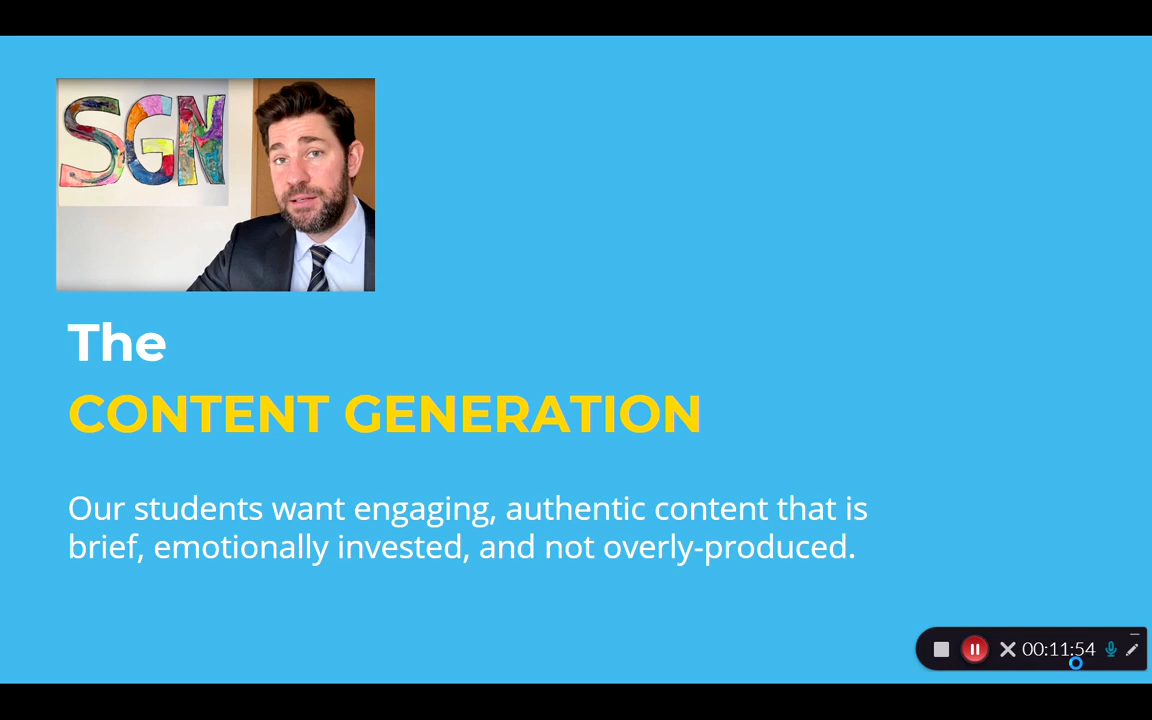 SGN
The
CONTENT GENERATION
Our students want engaging, authentic content that is
brief, emotionally invested, and not overly-produced.
00:11:54